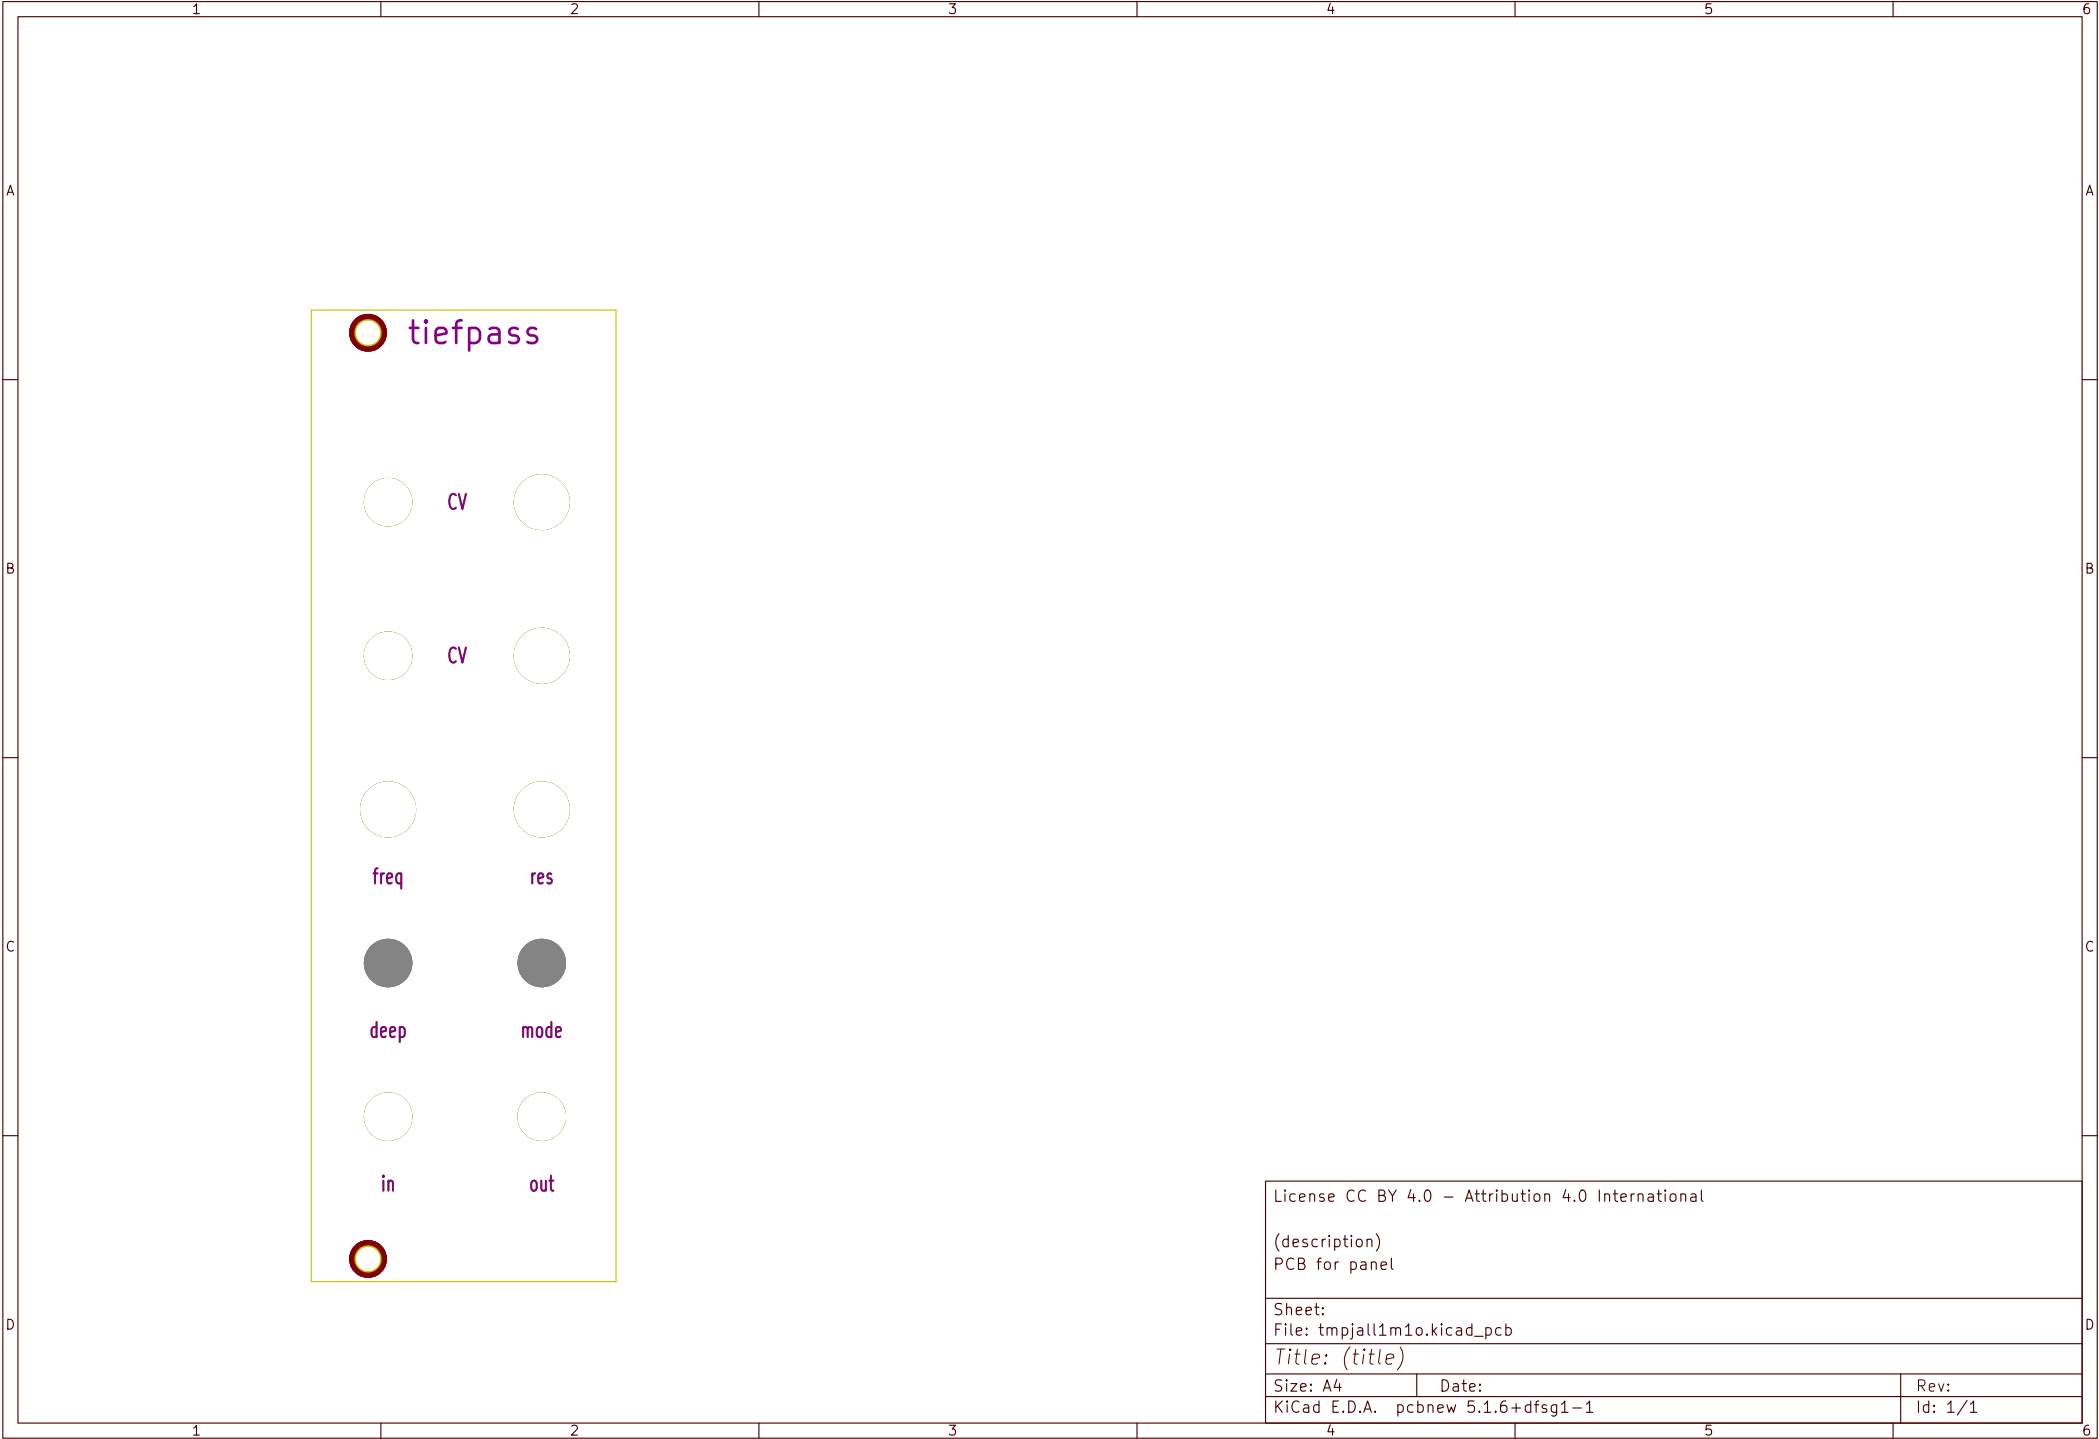 1 2 3 4 5 6
A A
tiefpass
CV
B B
CV
freq res
C C
deep mode
in out
License CC BY 4.0 – Attribution 4.0 International
(description)
PCB for panel
Sheet:
File: tmpjall1m1o.kicad_pcb
D D
Title: (title)
Size: A4 Date: Rev:
KiCad E.D.A. pcbnew 5.1.6+dfsg1-1 Id: 1/1
1 2 3 4 5 6